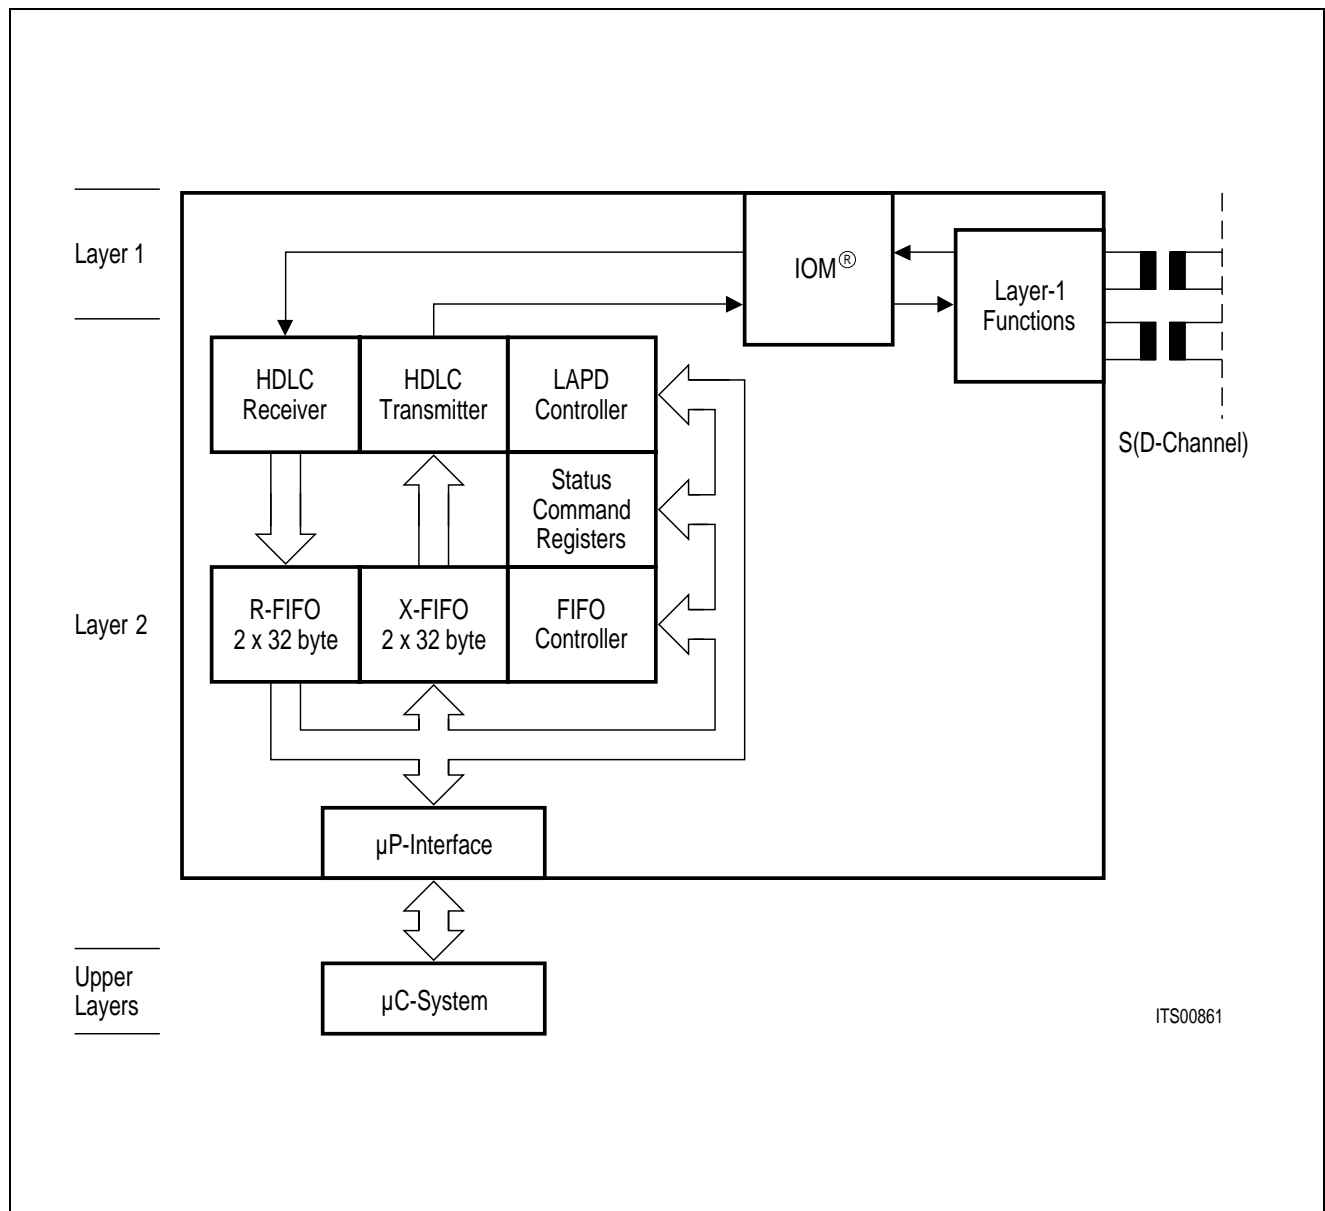 Layer 1
IOM®
Layer-1
Functions
HDLC
Receiver
HDLC
Transmitter
LAPD
Controller
S(D-Channel)
Status
Command
Registers
Layer 2
R-FIFO
2 x 32 byte
X-FIFO
2 x 32 byte
FIFO
Controller
µP-Interface
Upper
Layers
µC-System
ITS00861